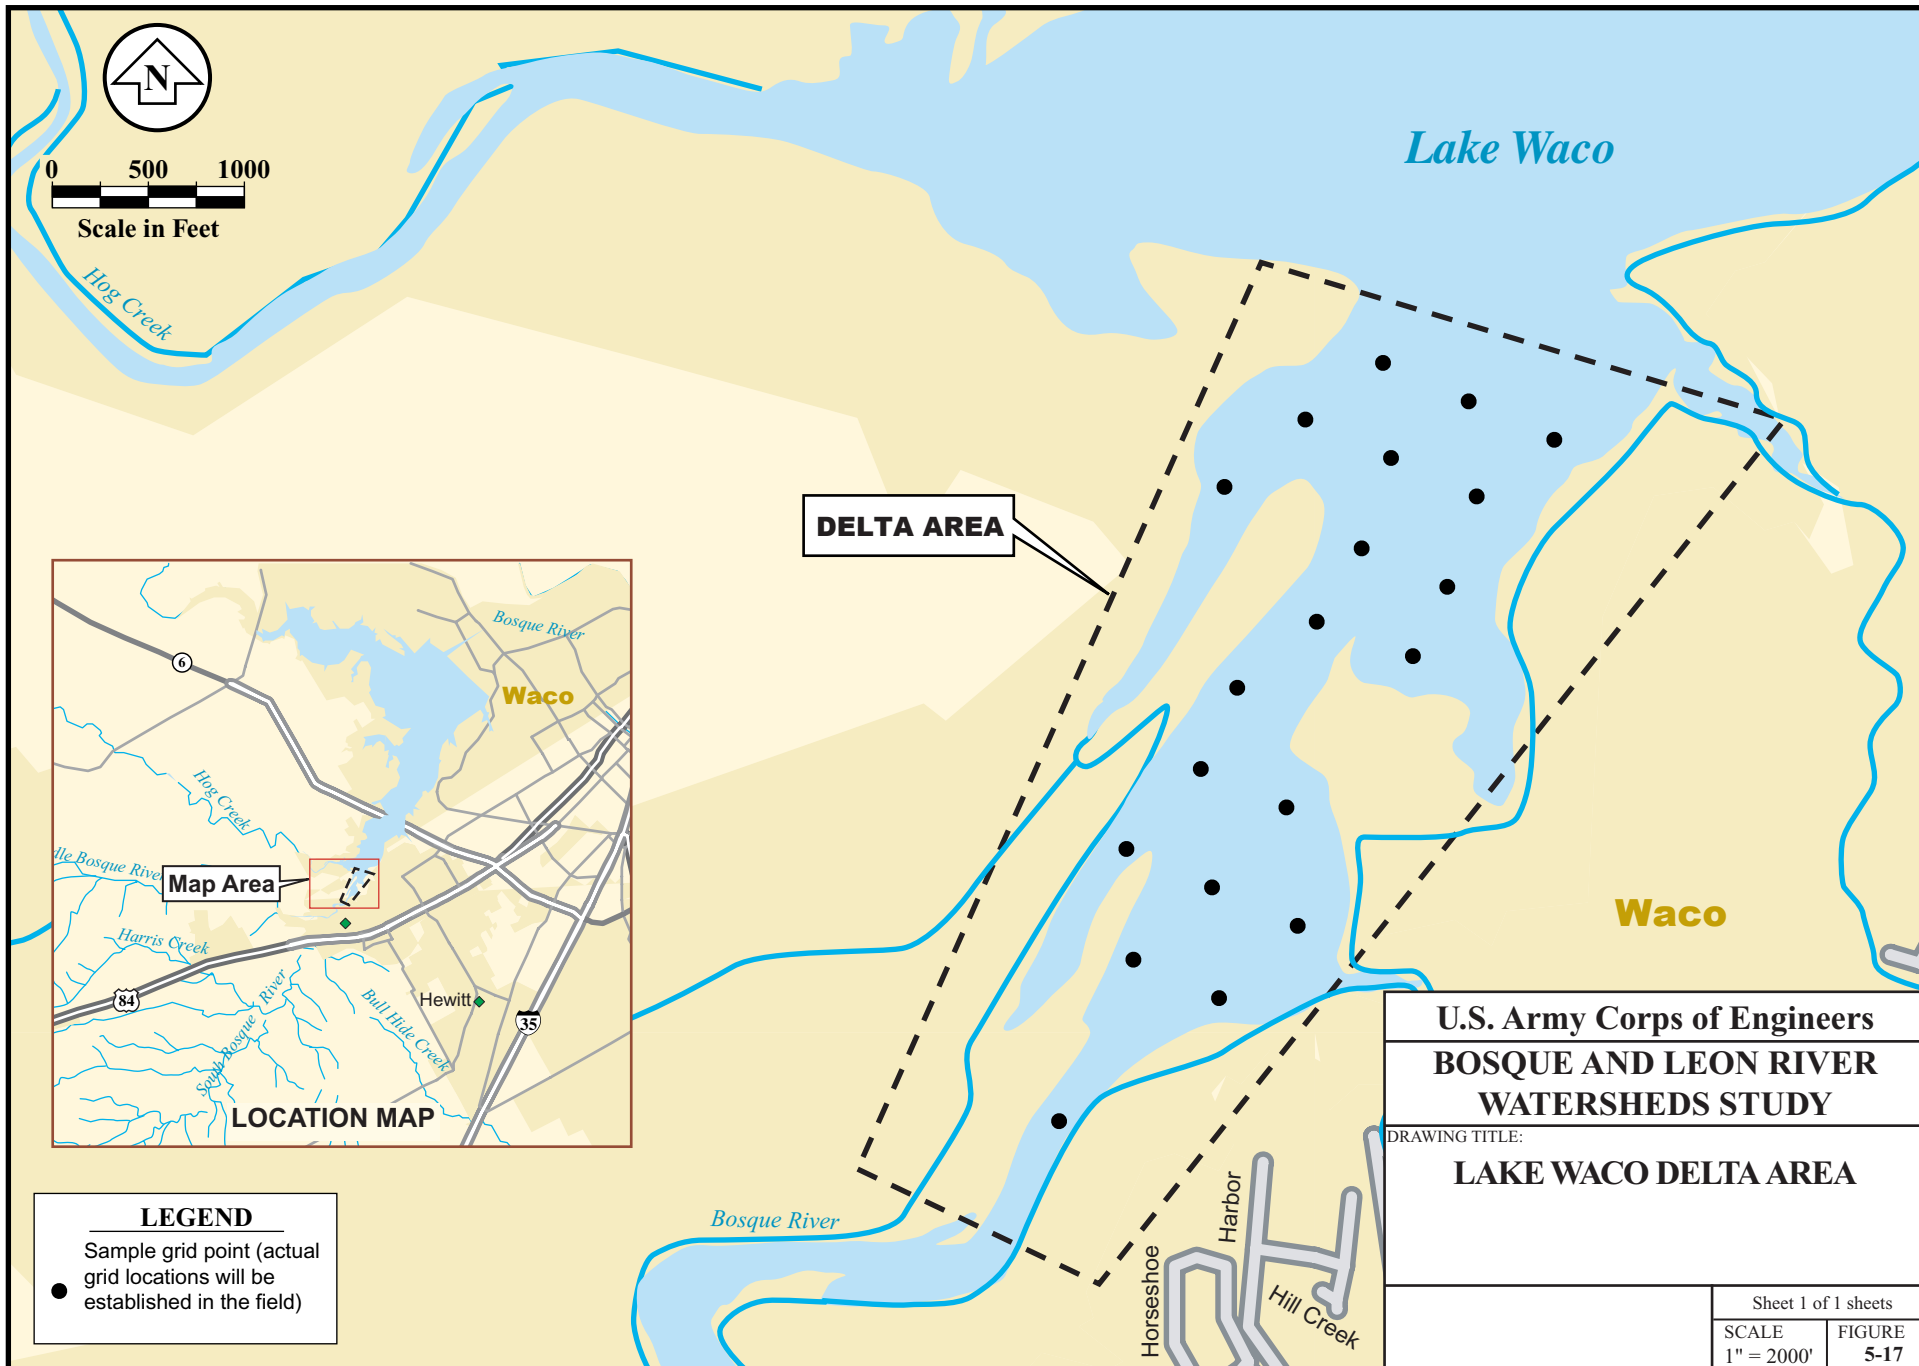 N
0 500 1000
Scale in Feet
Hog Creek
Lake Waco
DELTA AREA
Bosque River
6
Waco
Hog Creek
dle Bosque River
Map Area
Harris Creek
84
South Bosque River
Bull Hide Creek
Hewitt
35
LOCATION MAP
Waco
Bosque River
Horseshoe
Harbor
Hill Creek
LEGEND
Sample grid point (actual
grid locations will be
established in the field)
U.S. Army Corps of Engineers
BOSQUE AND LEON RIVER
WATERSHEDS STUDY
DRAWING TITLE:
LAKE WACO DELTA AREA
Sheet 1 of 1 sheets
SCALE
1" = 2000'
FIGURE
5-17